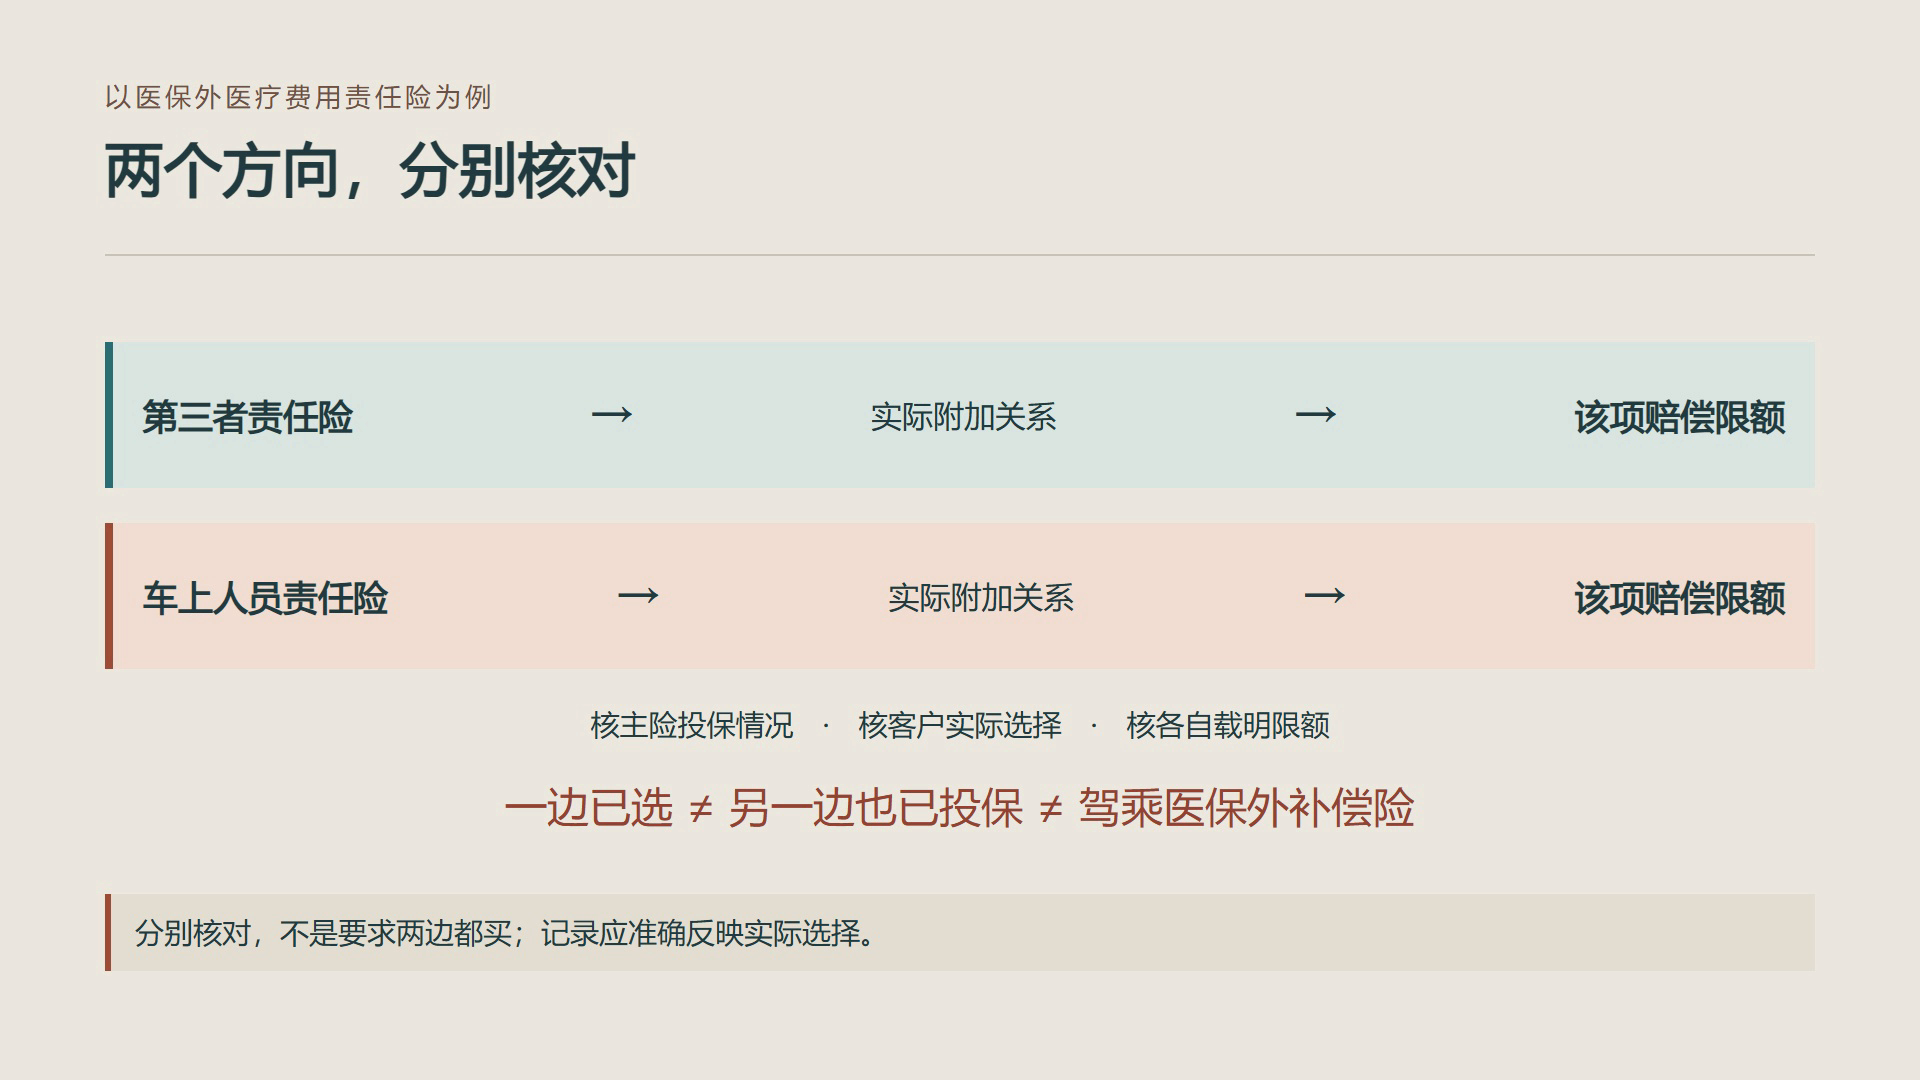 以医保外医疗费用责任险为例
两个方向，分别核对
第三者责任险 → 实际附加关系 → 该项赔偿限额
车上人员责任险 → 实际附加关系 → 该项赔偿限额
核主险投保情况 · 核客户实际选择 · 核各自载明限额
一边已选 ≠ 另一边也已投保 ≠ 驾乘医保外补偿险
分别核对，不是要求两边都买；记录应准确反映实际选择。